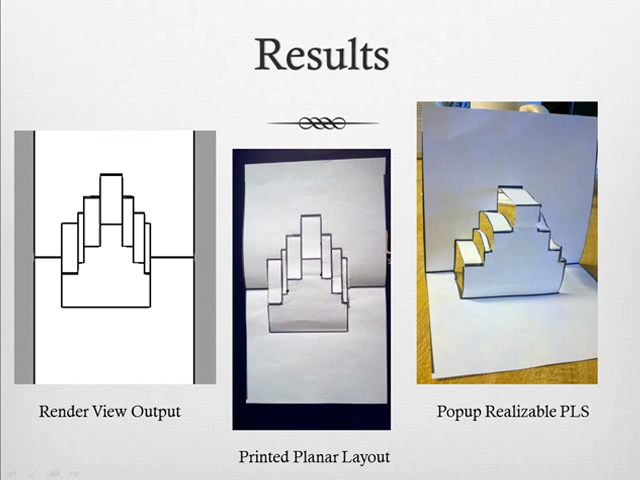 Results
Render View Output
Printed Planar Layout
Popup Realizable PLS